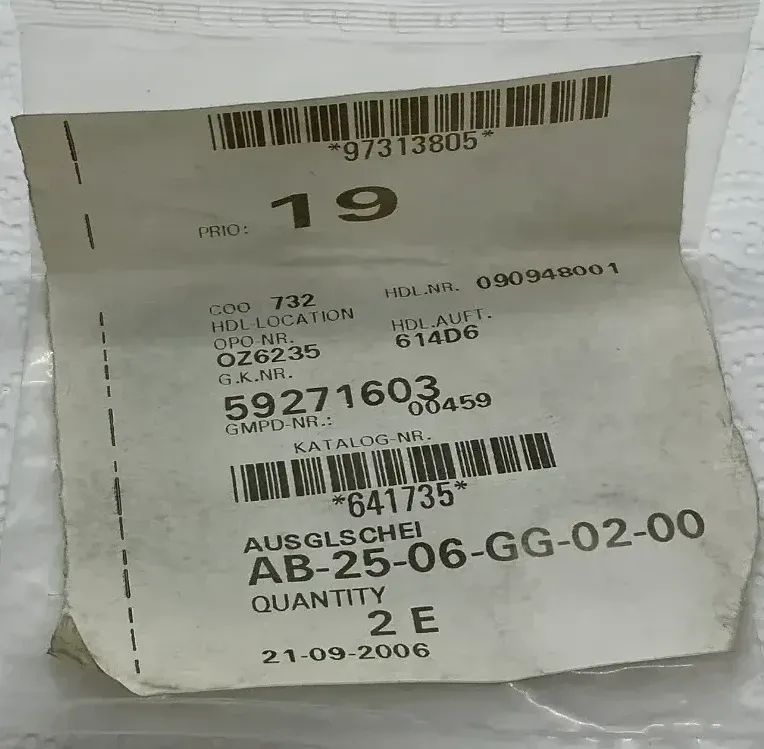 *97313805*
PRIO: 19
COO 732 HDL.NR. 090948001
HDL-LOCATION
OPO-NR. HDL.AUFT.
OZ6235 614D6
G.K.NR.
59271603
GMPD-NR.: 00459
KATALOG-NR.
*641735*
AUSGLSCHEI
AB-25-06-GG-02-00
QUANTITY
2 E
21-09-2006